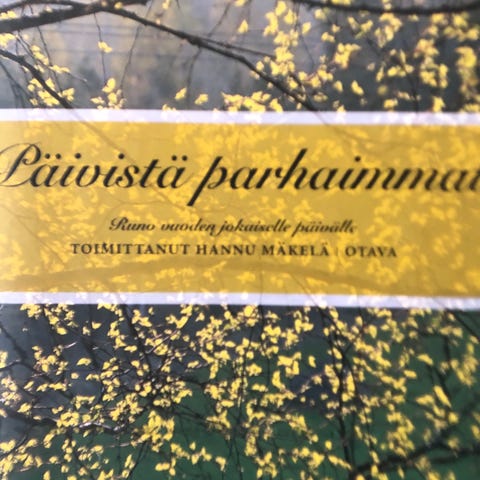 Päivistä parhaimmat
Runo vuoden jokaiselle päivälle
TOIMITTANUT HANNU MÄKELÄ | OTAVA